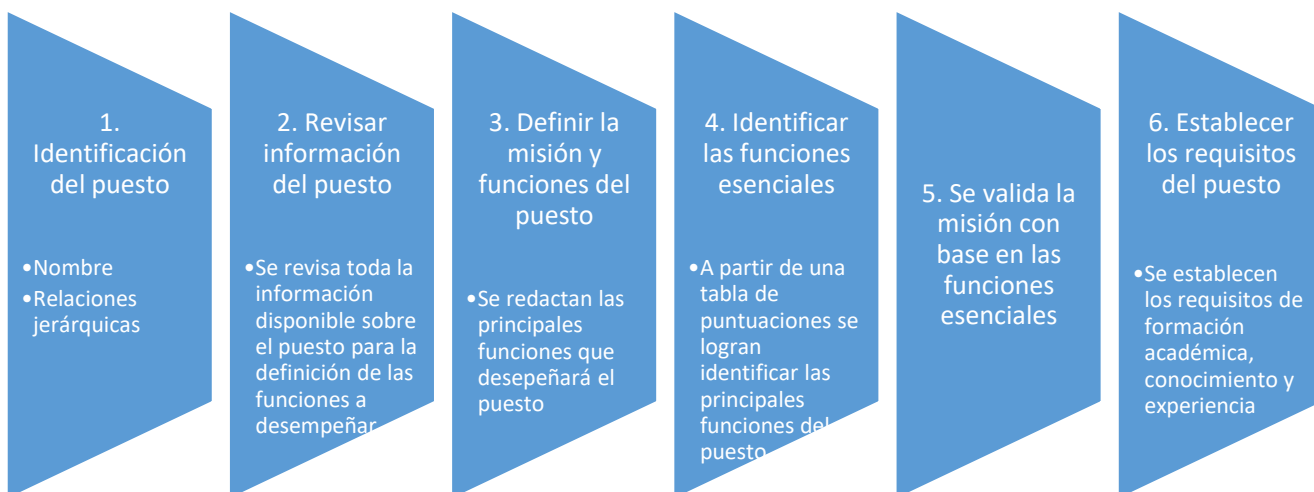 1.
Identificación
del puesto
•Nombre
•Relaciones
jerárquicas
2. Revisar
información
del puesto
•Se revisa toda la
información
disponible sobre
el puesto para la
definición de las
funciones a
desempeñar
3. Definir la
misión y
funciones del
puesto
•Se redactan las
principales
funciones que
desepeñará el
puesto
4. Identificar
las funciones
esenciales
•A partir de una
tabla de
puntuaciones se
logran
identificar las
principales
funciones del
puesto
5. Se valida la
misión con
base en las
funciones
esenciales
6. Establecer
los requisitos
del puesto
•Se establecen
los requisitos de
formación
académica,
conocimiento y
experiencia